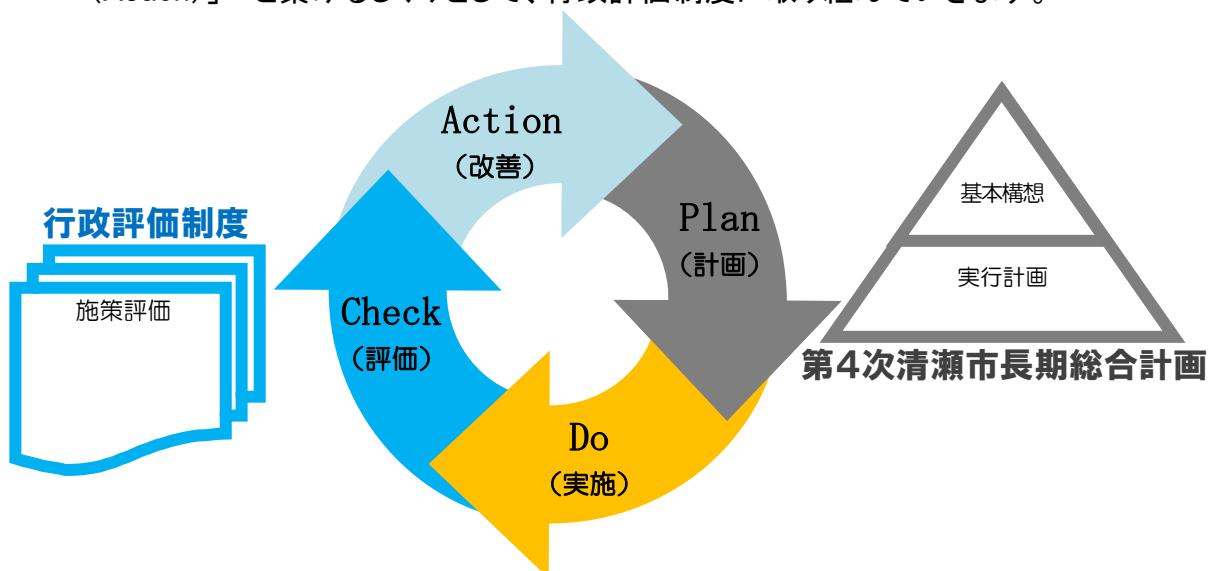 Action
（改善）
Plan
（計画）
基本構想
実行計画
第4次清瀬市長期総合計画
行政評価制度
施策評価
Check
（評価）
Do
（実施）